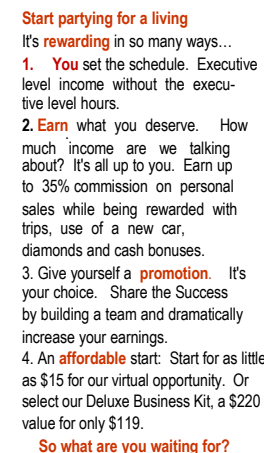 Start partying for a living
It's rewarding in so many ways…
1. You set the schedule. Executive
level income without the execu-
tive level hours.
2. Earn what you deserve. How
much income are we talking
about? It's all up to you. Earn up
to 35% commission on personal
sales while being rewarded with
trips, use of a new car,
diamonds and cash bonuses.
3. Give yourself a promotion. It's
your choice. Share the Success
by building a team and dramatically
increase your earnings.
4. An affordable start: Start for as little
as $15 for our virtual opportunity. Or
select our Deluxe Business Kit, a $220
value for only $119.
So what are you waiting for?